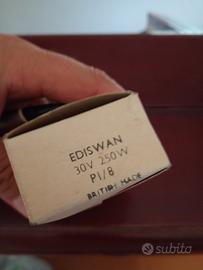 EDISWAN
30V 250W
P1/8
BRITISH MADE
subito